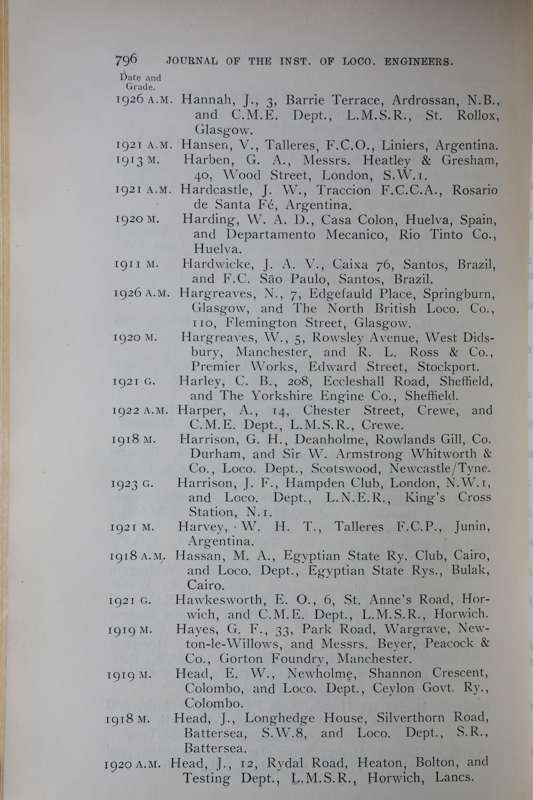 796 JOURNAL OF THE INST. OF LOCO. ENGINEERS.
Date and
Grade.
1926 A.M. Hannah, J., 3, Barrie Terrace, Ardrossan, N.B.,
and C.M.E. Dept., L.M.S.R., St. Rollox,
Glasgow.
1921 A.M. Hansen, V., Talleres, F.C.O., Liniers, Argentina.
1913 M. Harben, G. A., Messrs. Heatley & Gresham,
40, Wood Street, London, S.W.1.
1921 A.M. Hardcastle, J. W., Traccion F.C.C.A., Rosario
de Santa Fé, Argentina.
1920 M. Harding, W. A. D., Casa Colon, Huelva, Spain,
and Departamento Mecanico, Rio Tinto Co.,
Huelva.
1911 M. Hardwicke, J. A. V., Caixa 76, Santos, Brazil,
and F.C. São Paulo, Santos, Brazil.
1926 A.M. Hargreaves, N., 7, Edgefauld Place, Springburn,
Glasgow, and The North British Loco. Co.,
110, Flemington Street, Glasgow.
1920 M. Hargreaves, W., 5, Rowsley Avenue, West Dids-
bury, Manchester, and R. L. Ross & Co.,
Premier Works, Edward Street, Stockport.
1921 G. Harley, C. B., 208, Eccleshall Road, Sheffield,
and The Yorkshire Engine Co., Sheffield.
1922 A.M. Harper, A., 14, Chester Street, Crewe, and
C.M.E. Dept., L.M.S.R., Crewe.
1918 M. Harrison, G. H., Deanholme, Rowlands Gill, Co.
Durham, and Sir W. Armstrong Whitworth &
Co., Loco. Dept., Scotswood, Newcastle/Tyne.
1923 G. Harrison, J. F., Hampden Club, London, N.W.1,
and Loco. Dept., L.N.E.R., King's Cross
Station, N.1.
1921 M. Harvey, W. H. T., Talleres F.C.P., Junin,
Argentina.
1918 A.M. Hassan, M. A., Egyptian State Ry. Club, Cairo,
and Loco. Dept., Egyptian State Rys., Bulak,
Cairo.
1921 G. Hawkesworth, E. O., 6, St. Anne's Road, Hor-
wich, and C.M.E. Dept., L.M.S.R., Horwich.
1919 M. Hayes, G. F., 33, Park Road, Wargrave, New-
ton-le-Willows, and Messrs. Beyer, Peacock &
Co., Gorton Foundry, Manchester.
1919 M. Head, E. W., Newholme, Shannon Crescent,
Colombo, and Loco. Dept., Ceylon Govt. Ry.,
Colombo.
1918 M. Head, J., Longhedge House, Silverthorn Road,
Battersea, S.W.8, and Loco. Dept., S.R.,
Battersea.
1920 A.M. Head, J., 12, Rydal Road, Heaton, Bolton, and
Testing Dept., L.M.S.R., Horwich, Lancs.